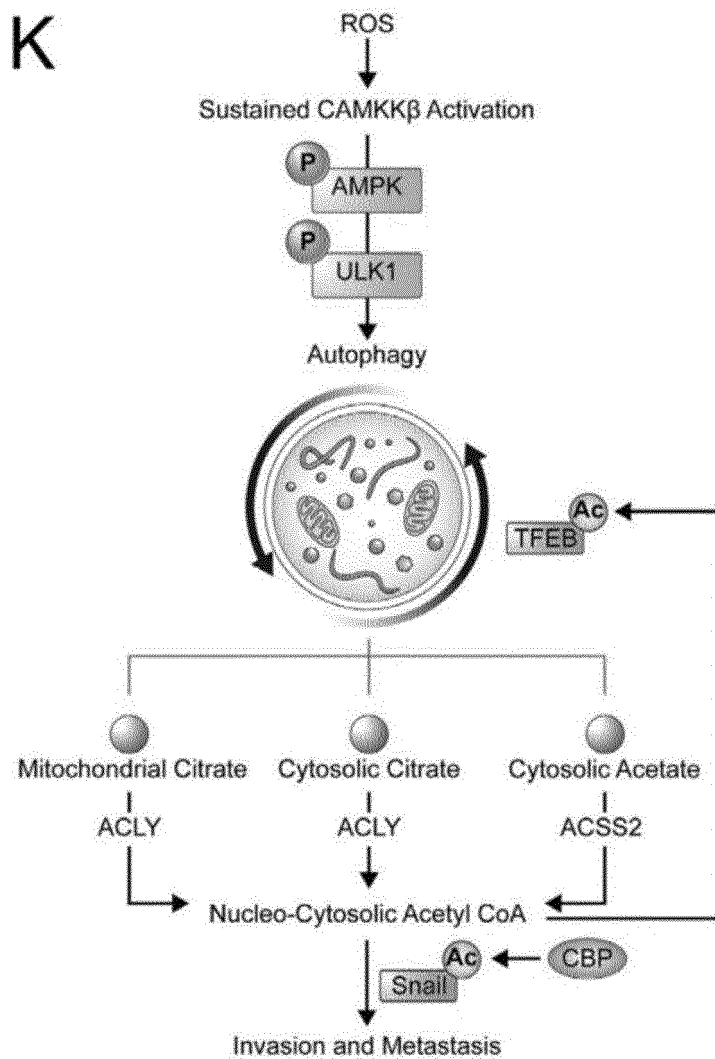 K
ROS
Sustained CAMKKβ Activation
P
AMPK
P
ULK1
Autophagy
Ac
TFEB
Mitochondrial Citrate
Cytosolic Citrate
Cytosolic Acetate
ACLY
ACLY
ACSS2
Nucleo-Cytosolic Acetyl CoA
Ac
CBP
Snail
Invasion and Metastasis